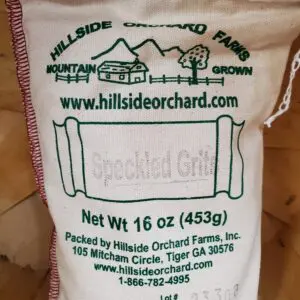 HILLSIDE ORCHARD FARMS
MOUNTAIN GROWN
www.hillsideorchard.com
Speckled Grits
Net Wt 16 oz (453g)
Packed by Hillside Orchard Farms, Inc.
105 Mitcham Circle, Tiger GA 30576
www.hillsideorchard.com
1-866-782-4995
Lot #